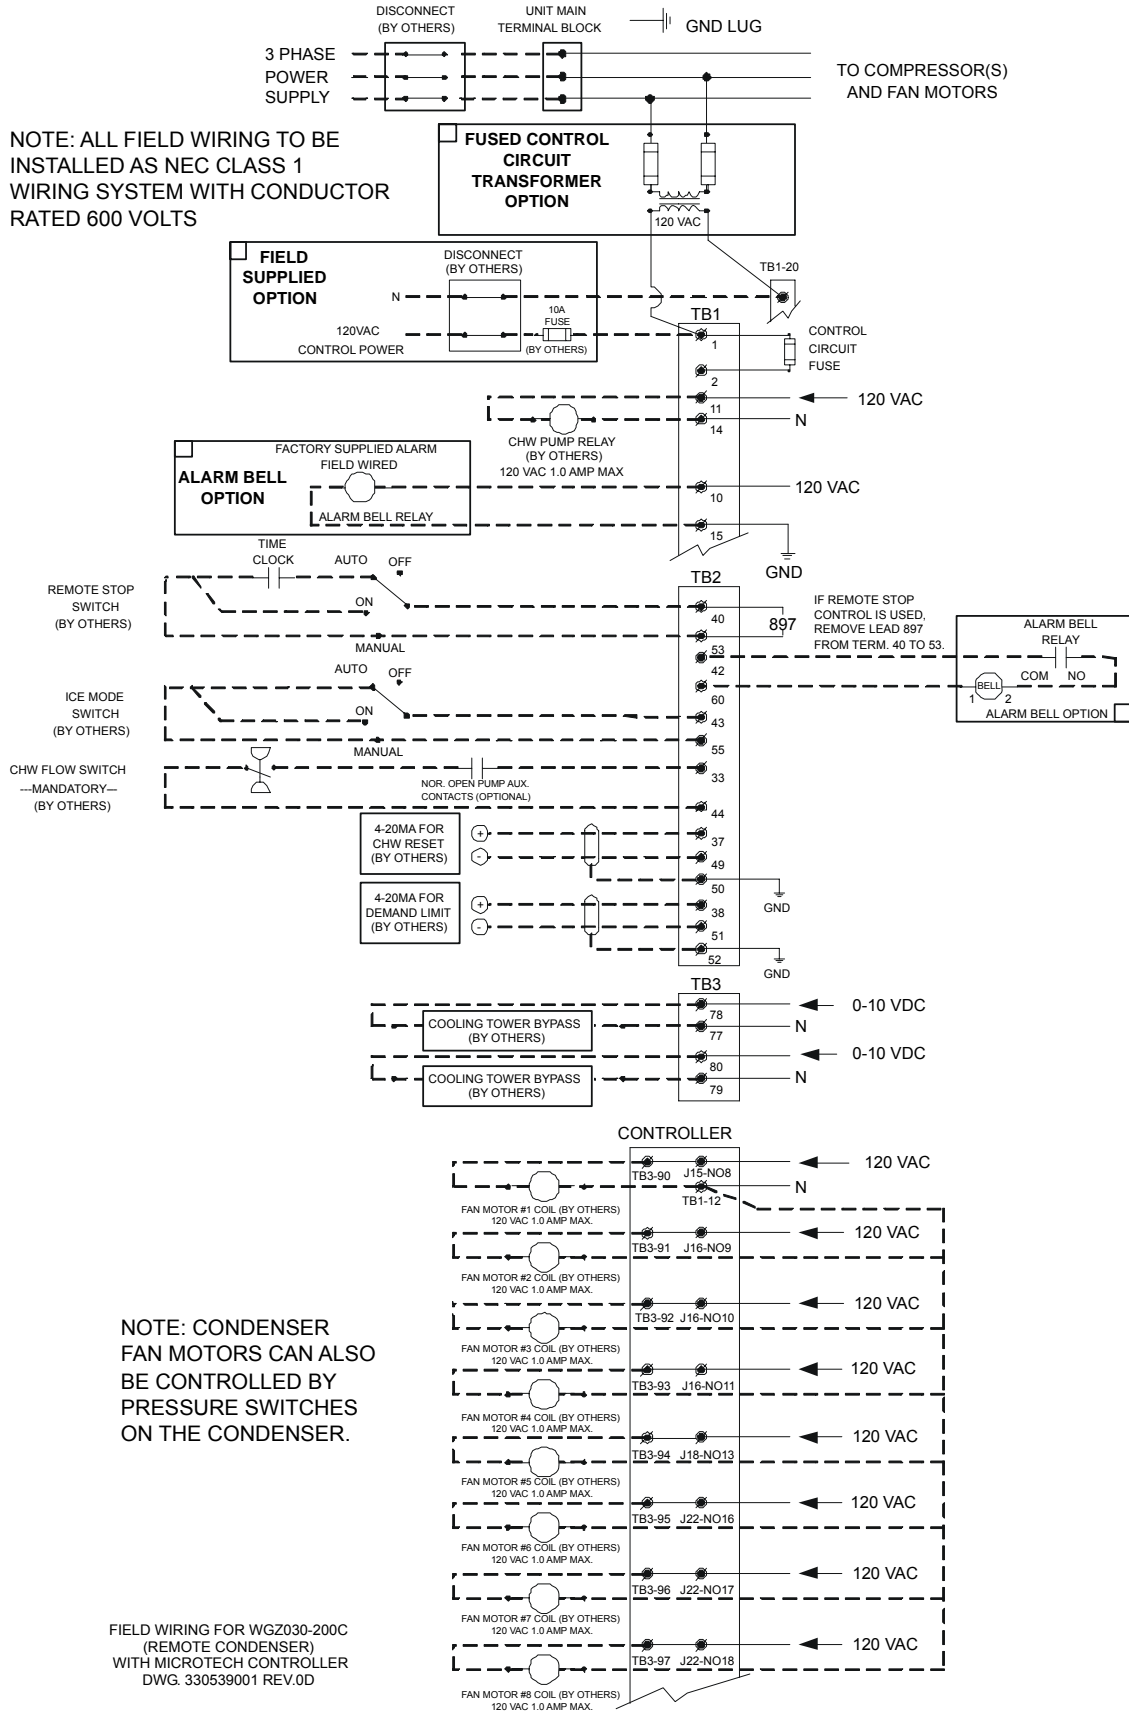 DISCONNECT
(BY OTHERS)
UNIT MAIN
TERMINAL BLOCK
GND LUG
3 PHASE
POWER
SUPPLY
TO COMPRESSOR(S)
AND FAN MOTORS
NOTE: ALL FIELD WIRING TO BE
INSTALLED AS NEC CLASS 1
WIRING SYSTEM WITH CONDUCTOR
RATED 600 VOLTS
FUSED CONTROL
CIRCUIT
TRANSFORMER
OPTION
120 VAC
FIELD
SUPPLIED
OPTION
DISCONNECT
(BY OTHERS)
N
120VAC
CONTROL POWER
10A
FUSE
(BY OTHERS)
TB1-20
TB1
1
2
CONTROL
CIRCUIT
FUSE
11
120 VAC
14
N
CHW PUMP RELAY
(BY OTHERS)
120 VAC 1.0 AMP MAX
ALARM BELL
OPTION
FACTORY SUPPLIED ALARM
FIELD WIRED
ALARM BELL RELAY
10
120 VAC
15
GND
TIME
CLOCK
AUTO
OFF
ON
MANUAL
REMOTE STOP
SWITCH
(BY OTHERS)
TB2
40
897
53
IF REMOTE STOP
CONTROL IS USED,
REMOVE LEAD 897
FROM TERM. 40 TO 53.
42
60
ALARM BELL
RELAY
COM NO
BELL
1 2
ALARM BELL OPTION
AUTO
OFF
ON
MANUAL
ICE MODE
SWITCH
(BY OTHERS)
43
55
CHW FLOW SWITCH
---MANDATORY---
(BY OTHERS)
NOR. OPEN PUMP AUX.
CONTACTS (OPTIONAL)
33
44
4-20MA FOR
CHW RESET
(BY OTHERS)
+
-
37
49
50
GND
4-20MA FOR
DEMAND LIMIT
(BY OTHERS)
+
-
38
51
52
GND
TB3
78
0-10 VDC
77
N
COOLING TOWER BYPASS
(BY OTHERS)
80
0-10 VDC
79
N
COOLING TOWER BYPASS
(BY OTHERS)
CONTROLLER
TB3-90 J15-NO8
120 VAC
TB1-12
N
FAN MOTOR #1 COIL (BY OTHERS)
120 VAC 1.0 AMP MAX.
TB3-91 J16-NO9
120 VAC
FAN MOTOR #2 COIL (BY OTHERS)
120 VAC 1.0 AMP MAX.
TB3-92 J16-NO10
120 VAC
FAN MOTOR #3 COIL (BY OTHERS)
120 VAC 1.0 AMP MAX.
TB3-93 J16-NO11
120 VAC
FAN MOTOR #4 COIL (BY OTHERS)
120 VAC 1.0 AMP MAX.
TB3-94 J18-NO13
120 VAC
FAN MOTOR #5 COIL (BY OTHERS)
120 VAC 1.0 AMP MAX.
TB3-95 J22-NO16
120 VAC
FAN MOTOR #6 COIL (BY OTHERS)
120 VAC 1.0 AMP MAX.
TB3-96 J22-NO17
120 VAC
FAN MOTOR #7 COIL (BY OTHERS)
120 VAC 1.0 AMP MAX.
TB3-97 J22-NO18
120 VAC
FAN MOTOR #8 COIL (BY OTHERS)
120 VAC 1.0 AMP MAX.
NOTE: CONDENSER
FAN MOTORS CAN ALSO
BE CONTROLLED BY
PRESSURE SWITCHES
ON THE CONDENSER.
FIELD WIRING FOR WGZ030-200C
(REMOTE CONDENSER)
WITH MICROTECH CONTROLLER
DWG. 330539001 REV.0D